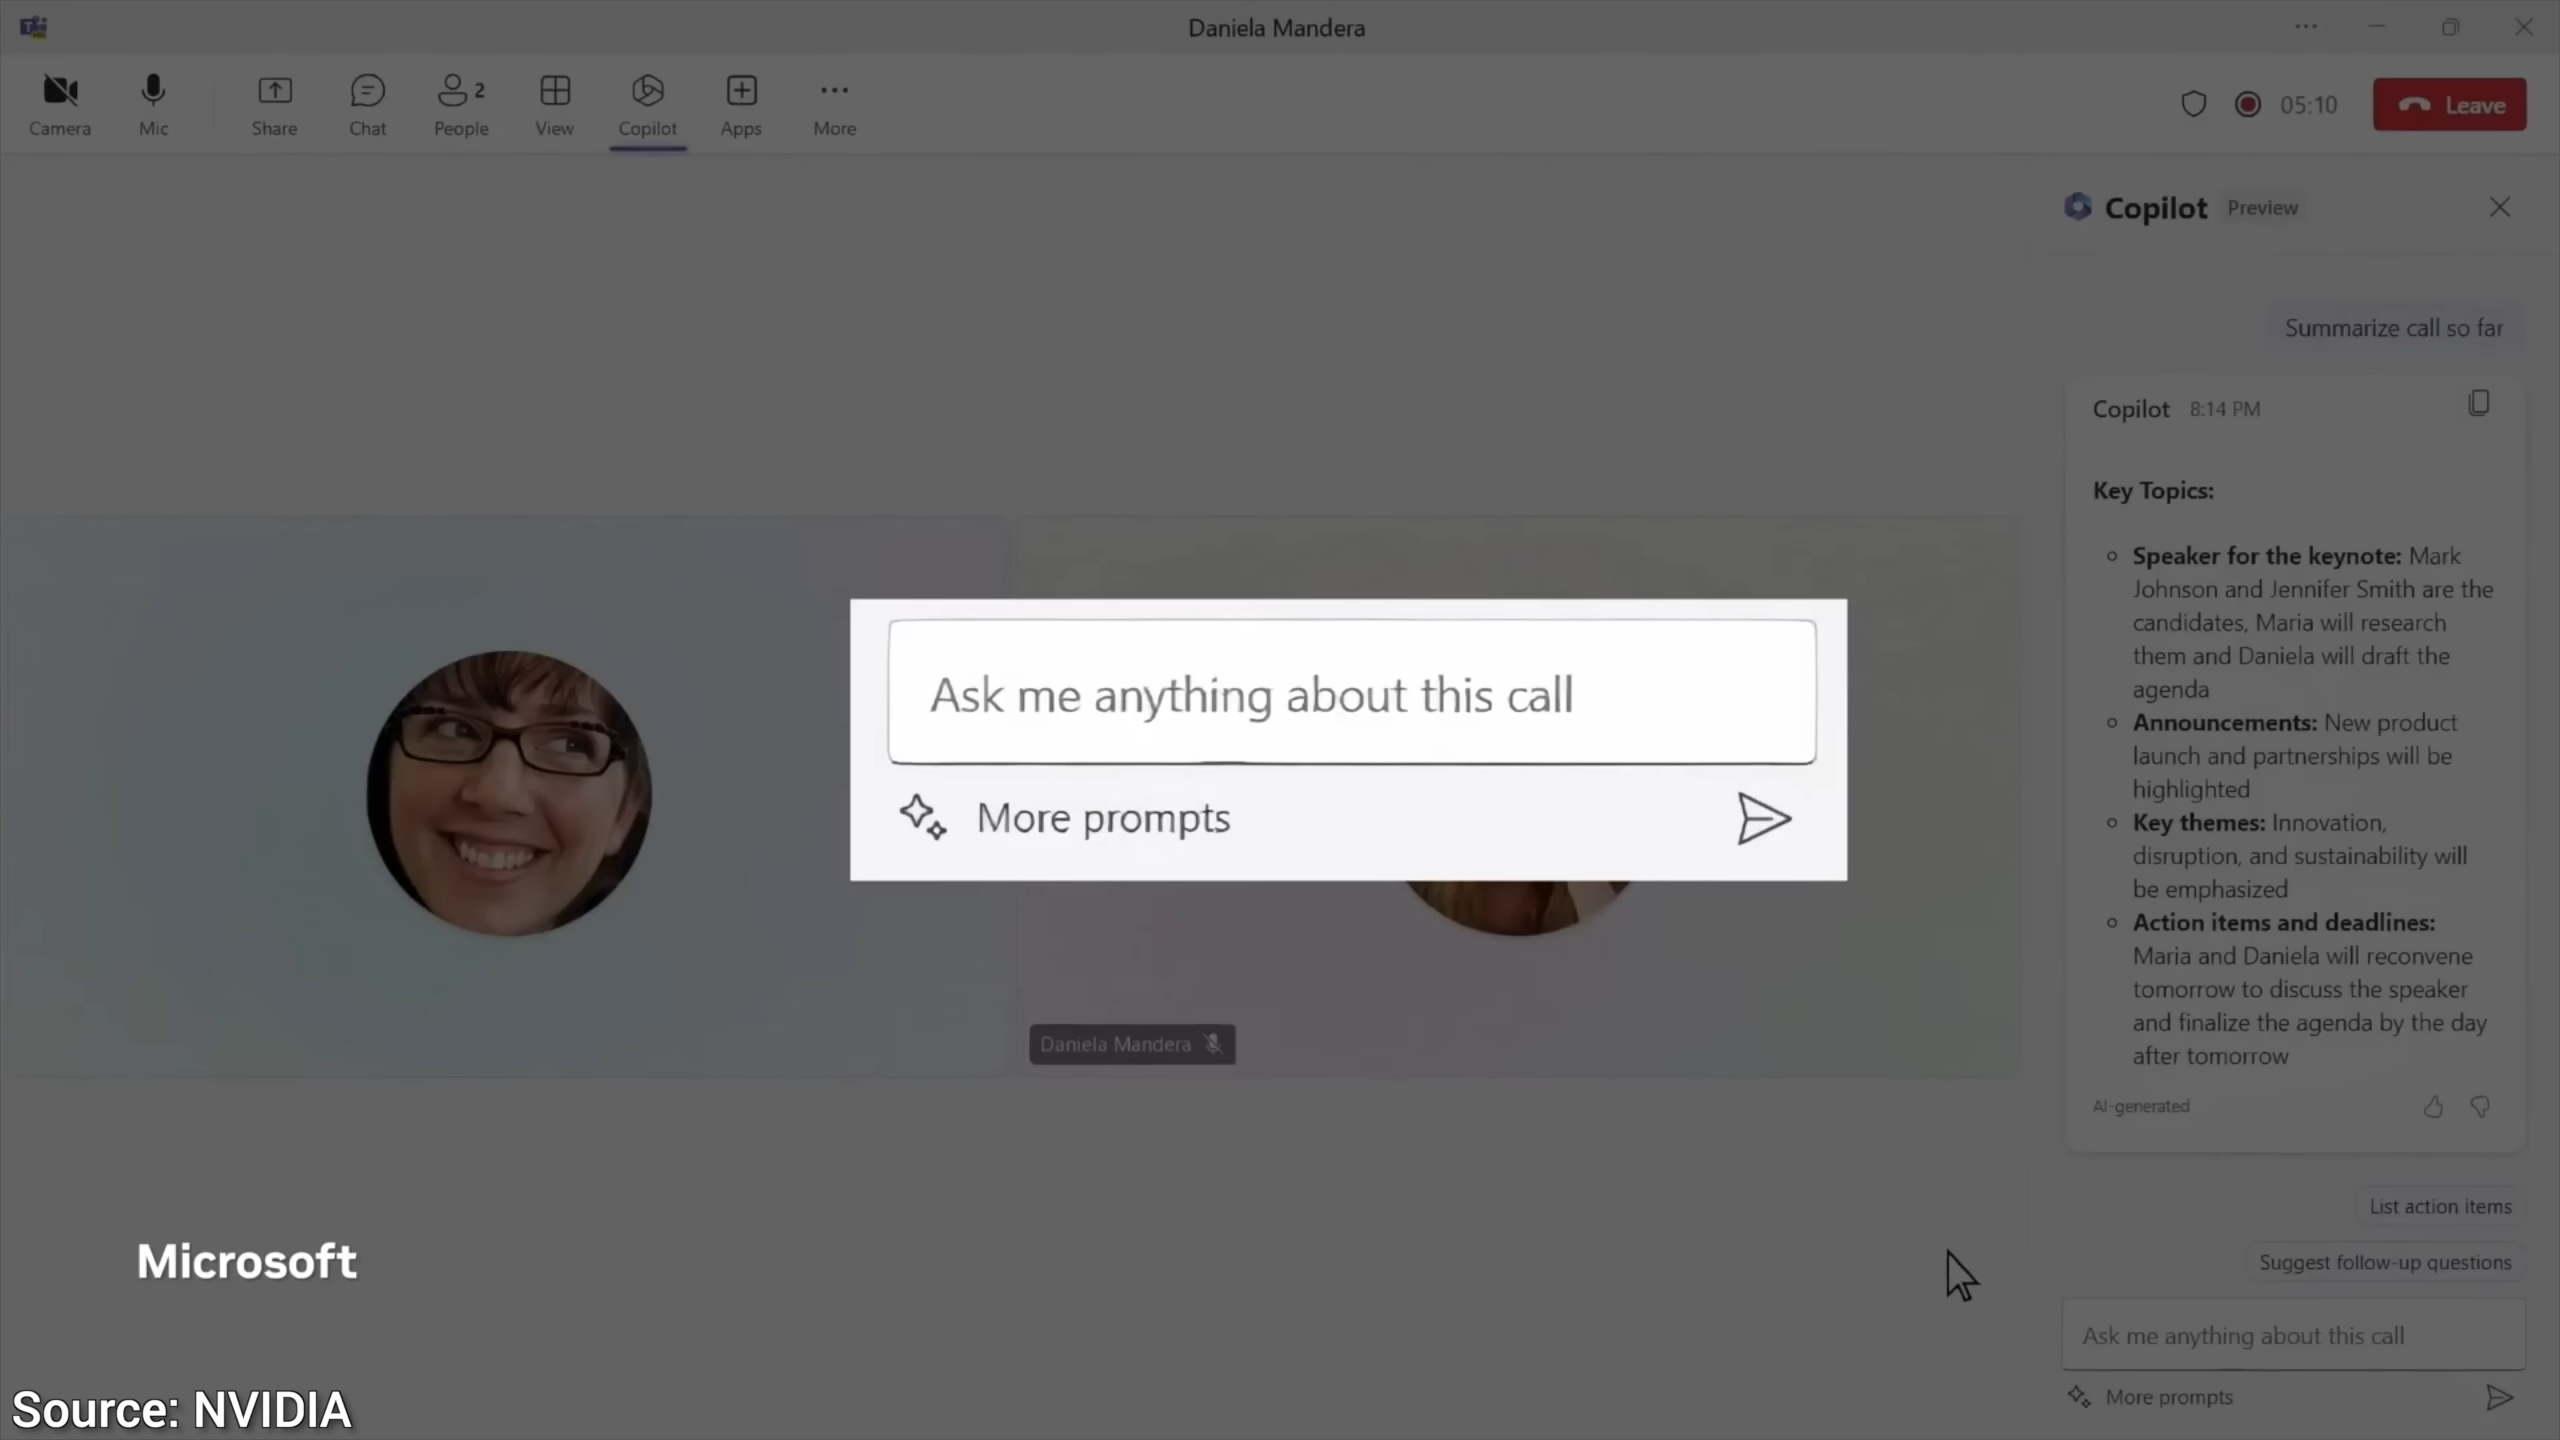 Daniela Mandera
Camera
Mic
Share
Chat
2
People
View
Copilot
Apps
More
05:10
Leave
Copilot Preview
Summarize call so far
Copilot 8:14 PM
Key Topics:
Speaker for the keynote: Mark
Johnson and Jennifer Smith are the
candidates, Maria will research
them and Daniela will draft the
agenda
Announcements: New product
launch and partnerships will be
highlighted
Key themes: Innovation,
disruption, and sustainability will
be emphasized
Action items and deadlines:
Maria and Daniela will reconvene
tomorrow to discuss the speaker
and finalize the agenda by the day
after tomorrow
AI-generated
Ask me anything about this call
More prompts
Daniela Mandera
List action items
Suggest follow-up questions
Ask me anything about this call
More prompts
Microsoft
Source: NVIDIA